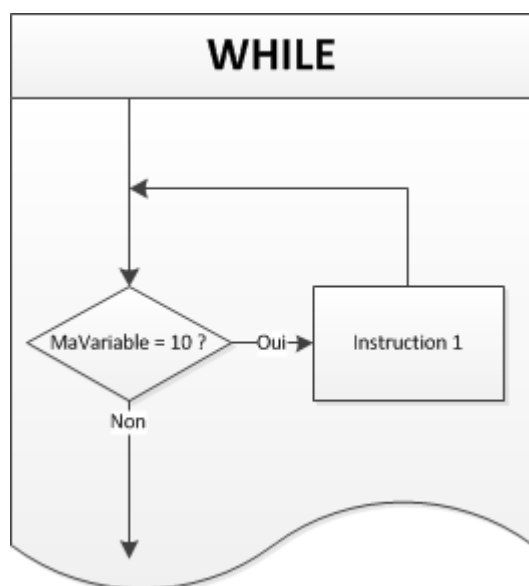 WHILE
MaVariable = 10 ?
Oui
Instruction 1
Non